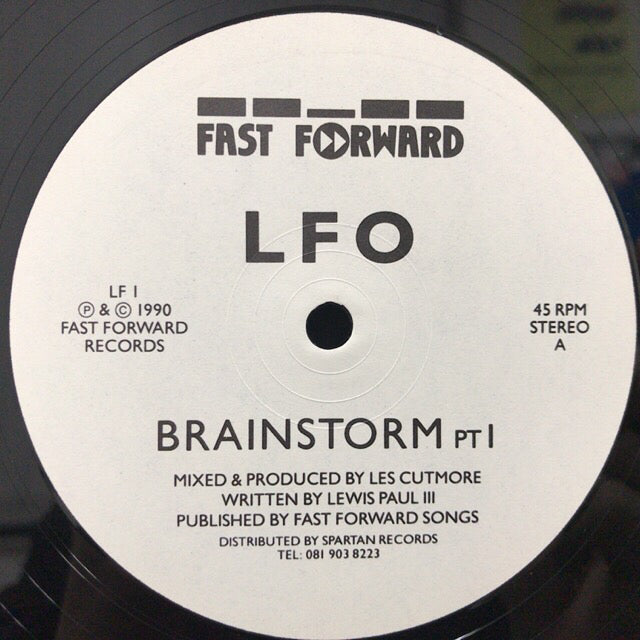 FAST FORWARD
LFO
LF 1
Ⓟ & © 1990
FAST FORWARD
RECORDS
45 RPM
STEREO
A
BRAINSTORM PT 1
MIXED & PRODUCED BY LES CUTMORE
WRITTEN BY LEWIS PAUL III
PUBLISHED BY FAST FORWARD SONGS
DISTRIBUTED BY SPARTAN RECORDS
TEL: 081 903 8223